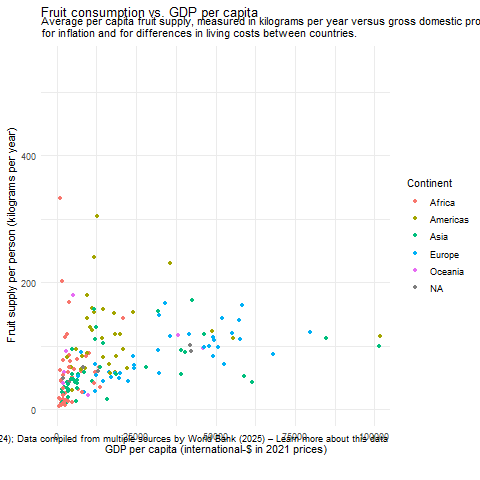 Fruit consumption vs. GDP per capita
Average per capita fruit supply, measured in kilograms per year versus gross domestic pro
for inflation and for differences in living costs between countries.
Fruit supply per person (kilograms per year)
400
200
0
Continent
Africa
Americas
Asia
Europe
Oceania
NA
0 25000 50000 75000 100000
24); Data compiled from multiple sources by World Bank (2025) – Learn more about this data
GDP per capita (international-$ in 2021 prices)